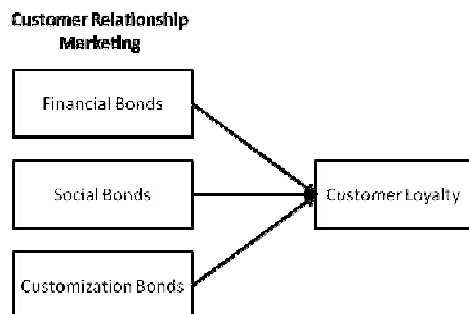 Customer Relationship
Marketing
Financial Bonds
Social Bonds
Customer Loyalty
Customization Bonds